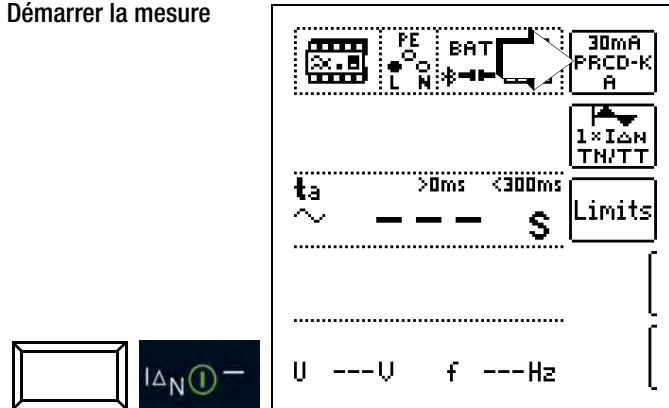 Démarrer la mesure
PE
L N
BAT
30mA
PRCD-K
A
1×IΔN
TN/TT
ta >0ms <300ms
~ --- s
Limits
IΔN
U ---V f ---Hz